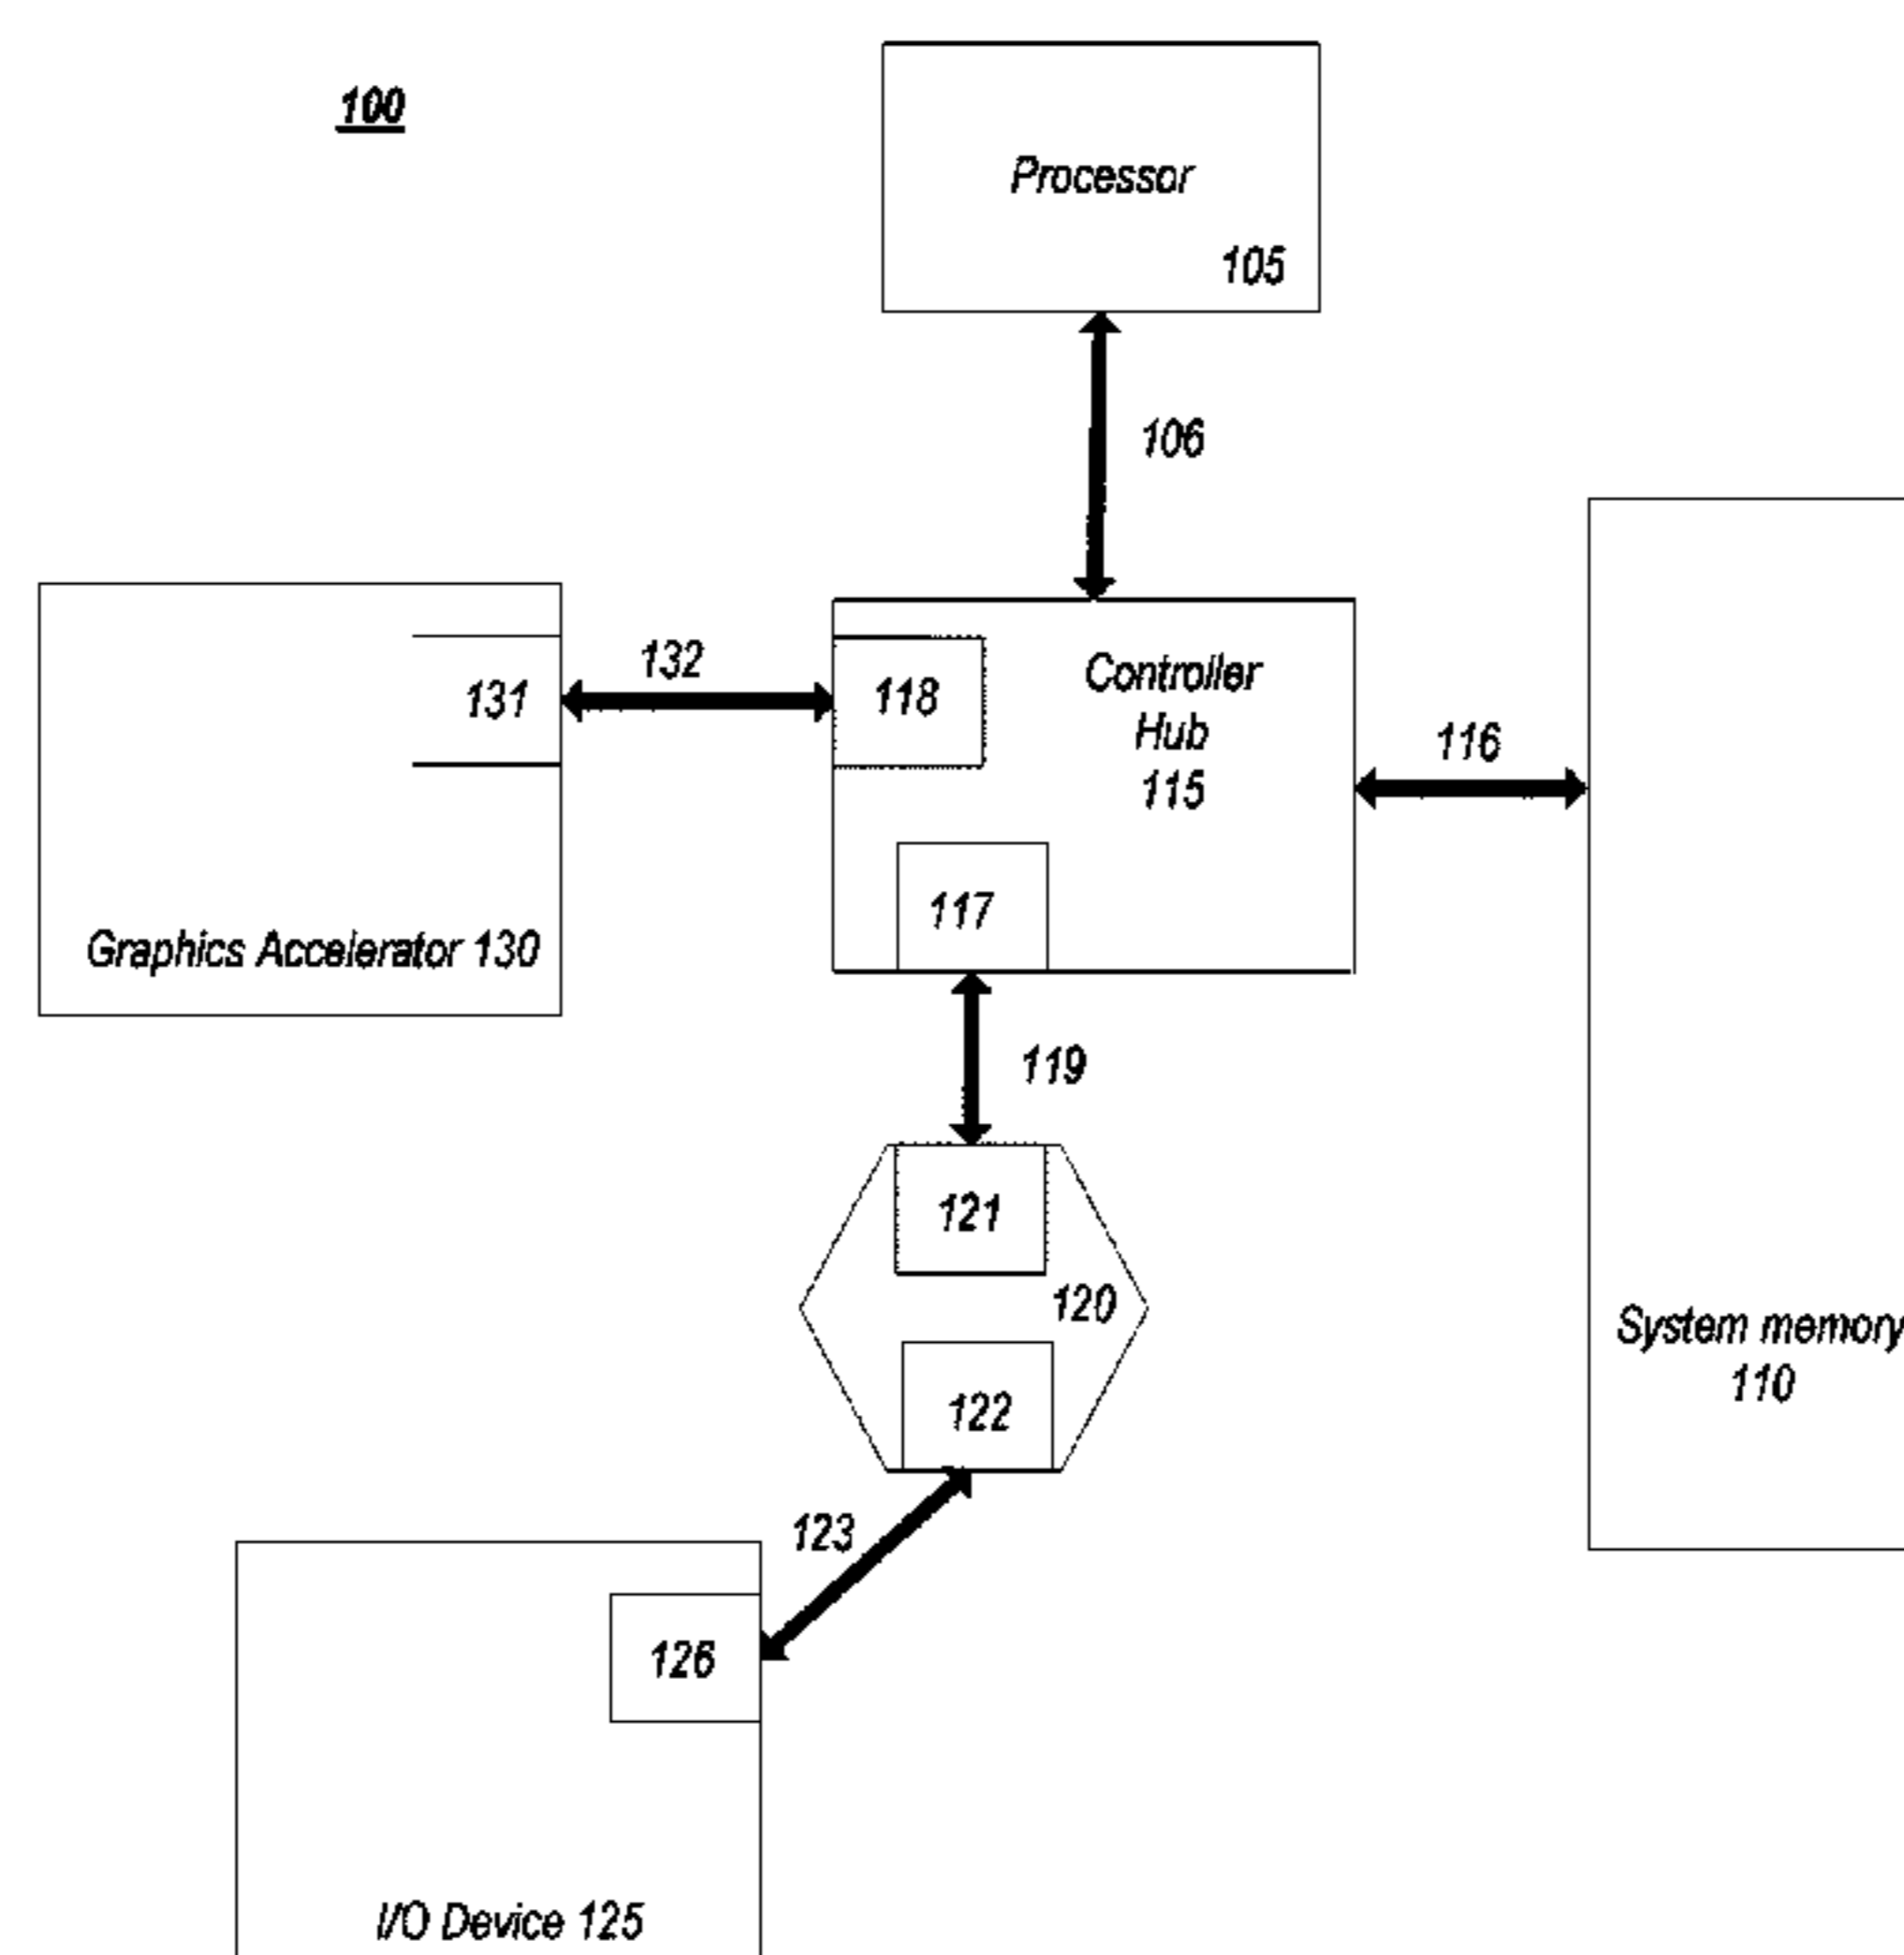 100
Processor
105
106
132
131
118
Controller
Hub
115
116
117
Graphics Accelerator 130
119
121
120
122
System memory
110
123
126
I/O Device 125